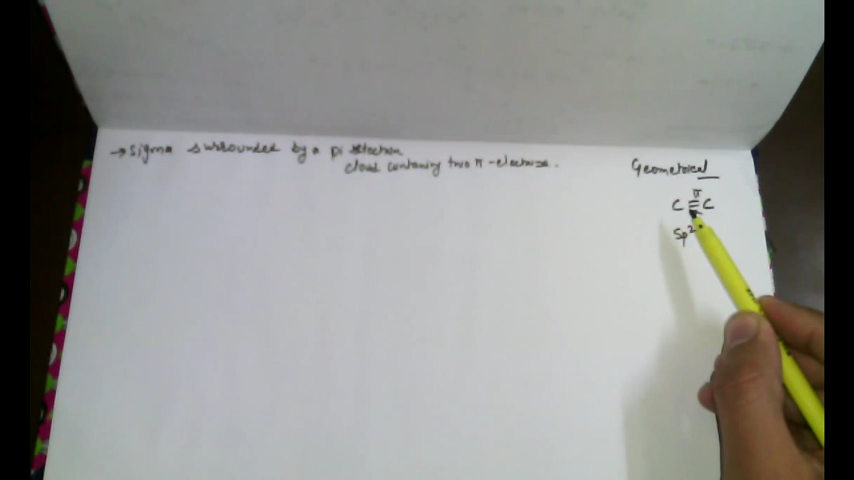 → Sigma surrounded by a pi electron
cloud containing two π-electrons.
Geometrical
π
C = C
Sp²